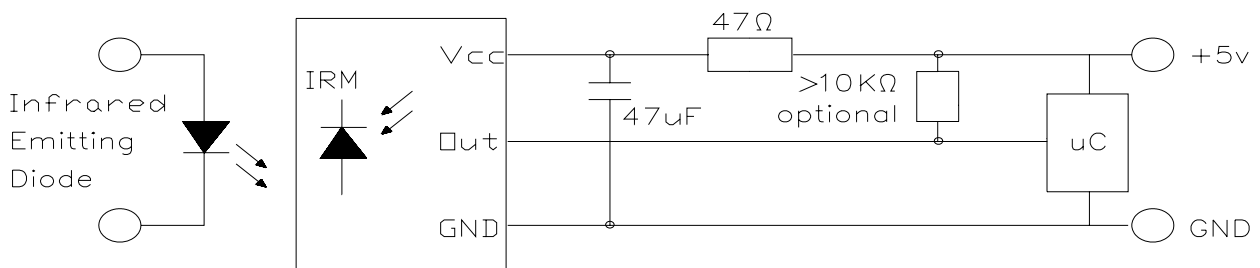 47Ω
Vcc
+5v
IRM
>10KΩ
optional
Infrared
Emitting
Diode
47uF
Out
uC
GND
GND